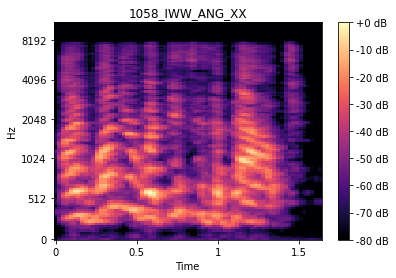 1058_IWW_ANG_XX
+0 dB
8192
-10 dB
4096
-20 dB
-30 dB
2048
Hz
-40 dB
1024
-50 dB
512
-60 dB
-70 dB
0
-80 dB
0 0.5 1 1.5
Time